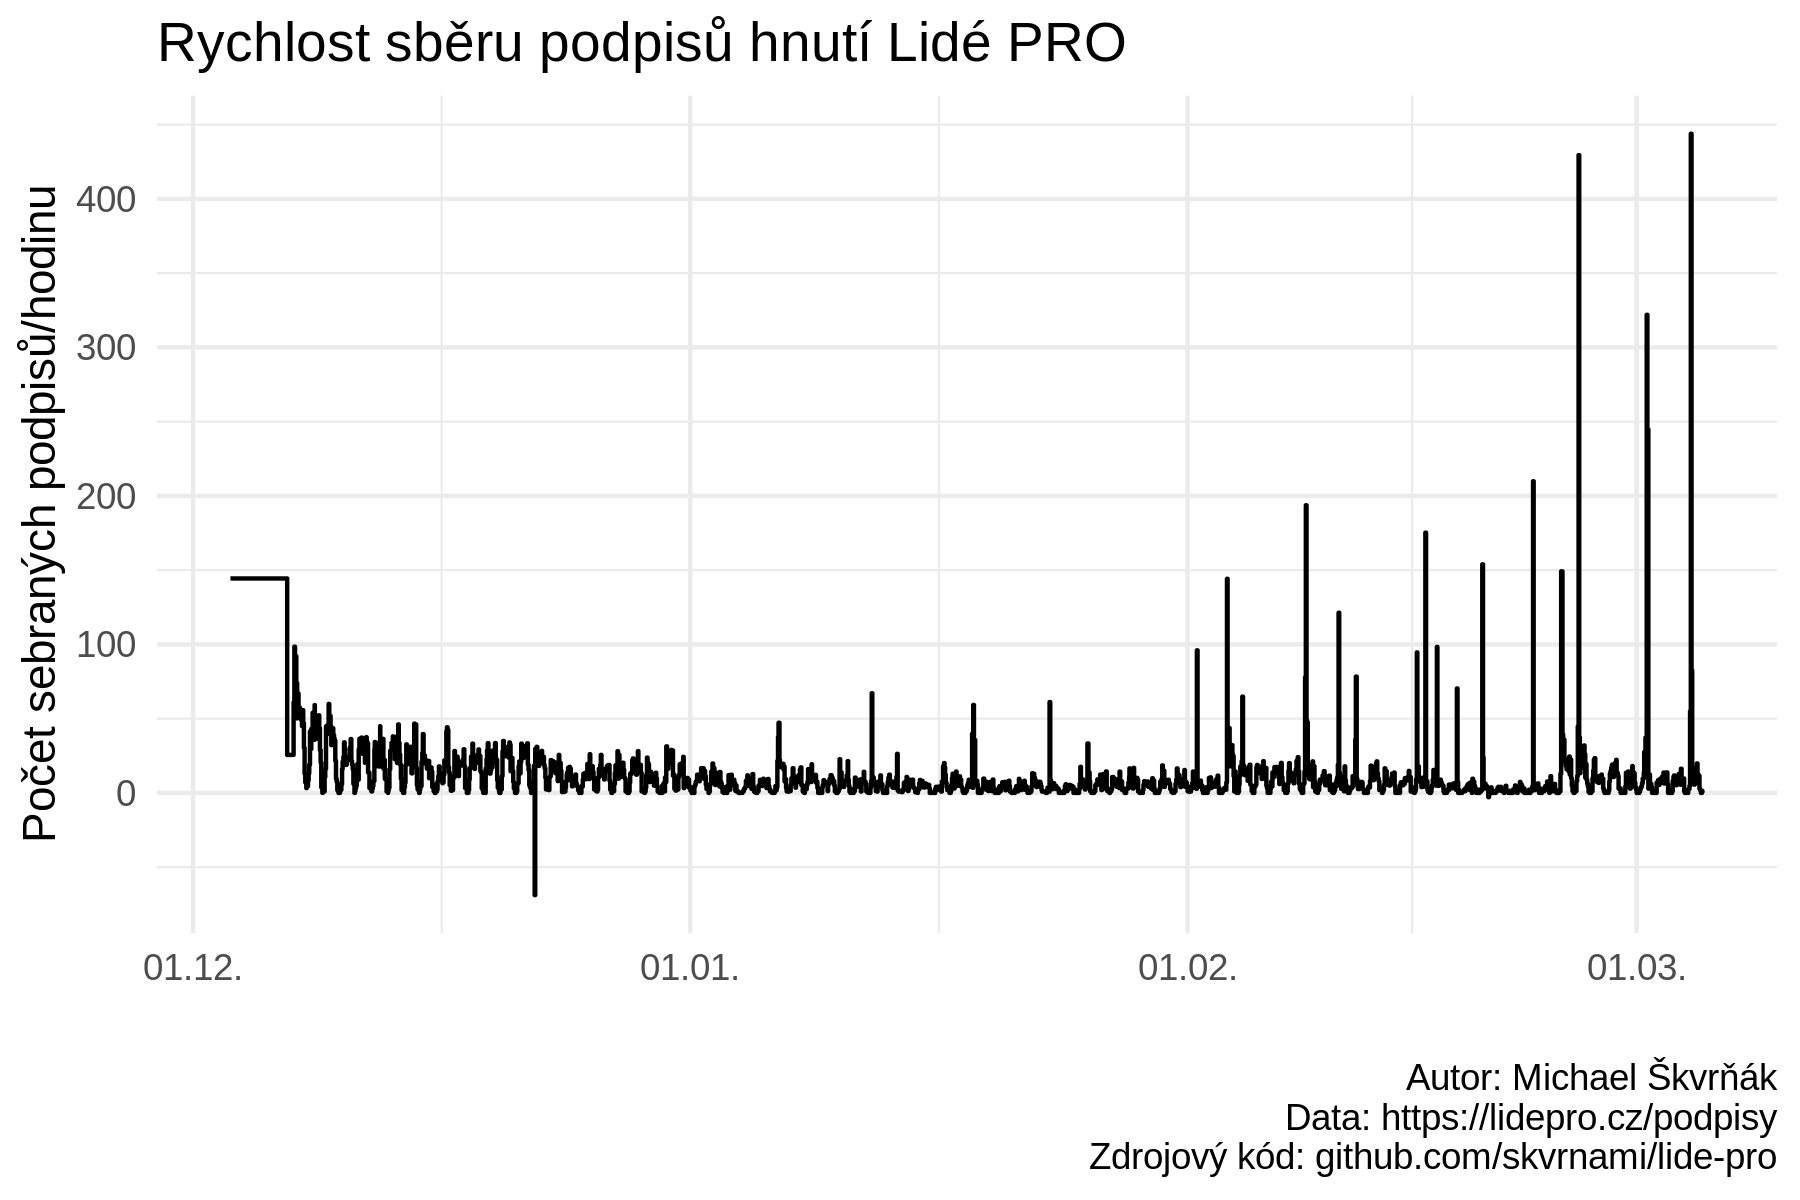 Rychlost sběru podpisů hnutí Lidé PRO
Počet sebraných podpisů/hodinu
400
300
200
100
0
01.12.
01.01.
01.02.
01.03.
Autor: Michael Škvrňák
Data: https://lidepro.cz/podpisy
Zdrojový kód: github.com/skvrnami/lide-pro